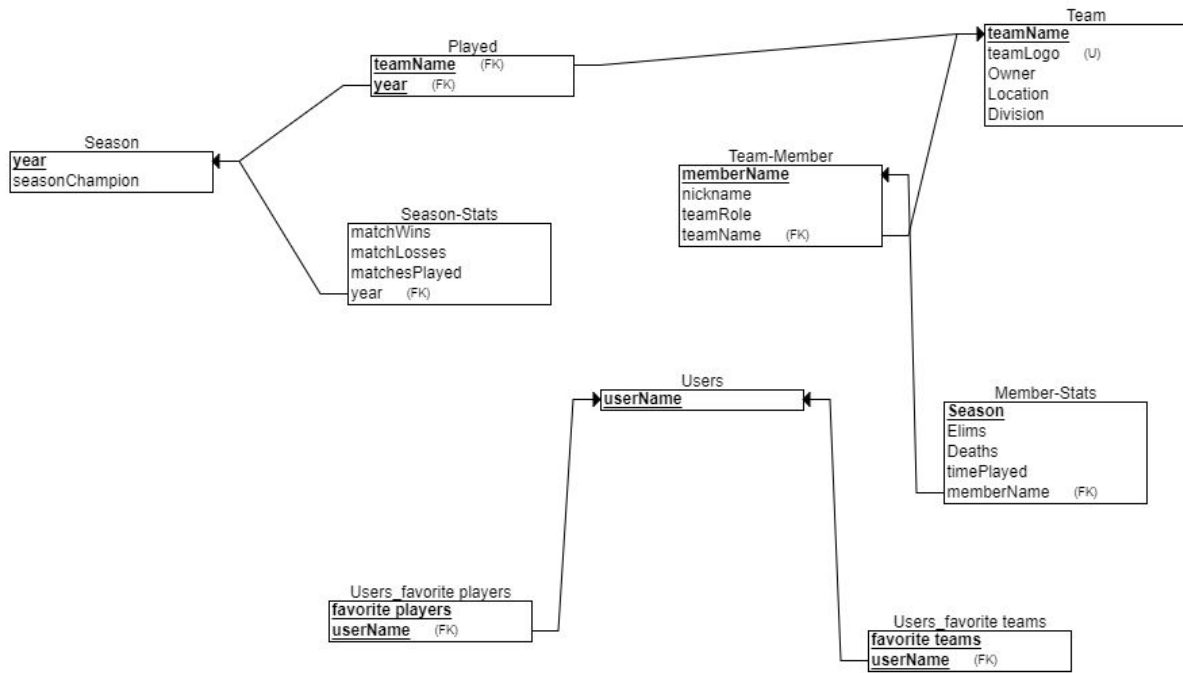 Team
teamName
teamLogo (U)
Owner
Location
Division
Played
teamName (FK)
year (FK)
Season
year
seasonChampion
Team-Member
memberName
nickname
teamRole
teamName (FK)
Season-Stats
matchWins
matchLosses
matchesPlayed
year (FK)
Users
userName
Member-Stats
Season
Elims
Deaths
timePlayed
memberName (FK)
Users_favorite players
favorite players
userName (FK)
Users_favorite teams
favorite teams
userName (FK)